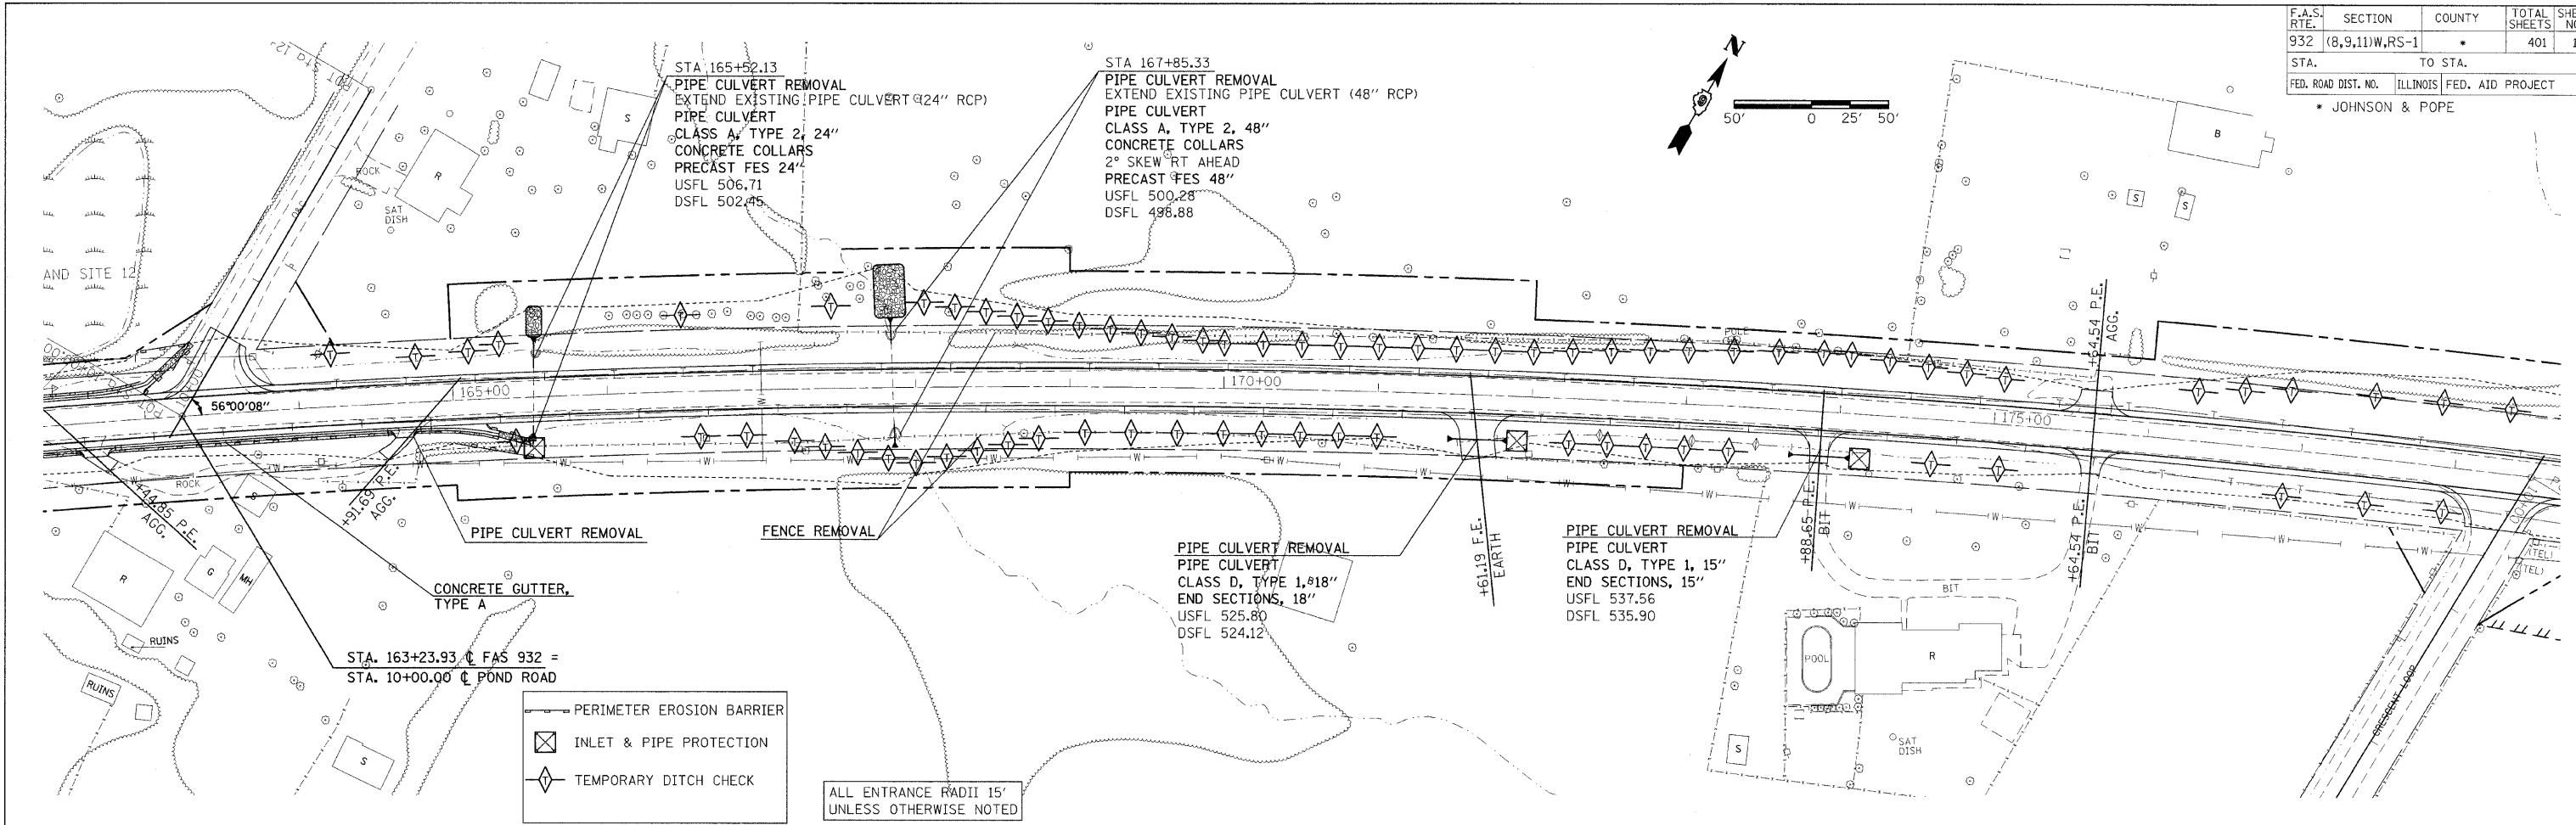 F.A.S. RTE. SECTION COUNTY TOTAL SHEETS
932 (8,9,11)W,RS-1 * 401
STA. TO STA.
FED. ROAD DIST. NO. ILLINOIS FED. AID PROJECT
* JOHNSON & POPE
N
50' 0 25' 50'
STA 165+52.13
PIPE CULVERT REMOVAL
EXTEND EXISTING PIPE CULVERT (24" RCP)
PIPE CULVERT
CLASS A, TYPE 2, 24"
CONCRETE COLLARS
PRECAST FES 24"
USFL 506.71
DSFL 502.45
STA 167+85.33
PIPE CULVERT REMOVAL
EXTEND EXISTING PIPE CULVERT (48" RCP)
PIPE CULVERT
CLASS A, TYPE 2, 48"
CONCRETE COLLARS
2° SKEW RT AHEAD
PRECAST FES 48"
USFL 500.28
DSFL 498.88
S
R
B
S
S
ROCK
SAT
DISH
AND SITE 12
POLE
+64.54 P.E.
AGG.
56°00'08"
165+00
170+00
175+00
ROCK
S
+44.85 P.E.
AGG.
+91.69 P.E.
AGG.
PIPE CULVERT REMOVAL
FENCE REMOVAL
PIPE CULVERT REMOVAL
PIPE CULVERT
CLASS D, TYPE 1, 18"
END SECTIONS, 18"
USFL 525.80
DSFL 524.12
+61.19 F.E.
EARTH
PIPE CULVERT REMOVAL
PIPE CULVERT
CLASS D, TYPE 1, 15"
END SECTIONS, 15"
USFL 537.56
DSFL 535.90
+88.65 P.E.
BIT
+64.54 P.E.
BIT
(TEL)
(TEL)
BIT
R
G
MH
CONCRETE GUTTER,
TYPE A
RUINS
RUINS
S
STA. 163+23.93 ℄ FAS 932 =
STA. 10+00.00 ℄ POND ROAD
POOL
R
SAT
DISH
S
CRESCENT LOOP
PERIMETER EROSION BARRIER
INLET & PIPE PROTECTION
T TEMPORARY DITCH CHECK
ALL ENTRANCE RADII 15'
UNLESS OTHERWISE NOTED